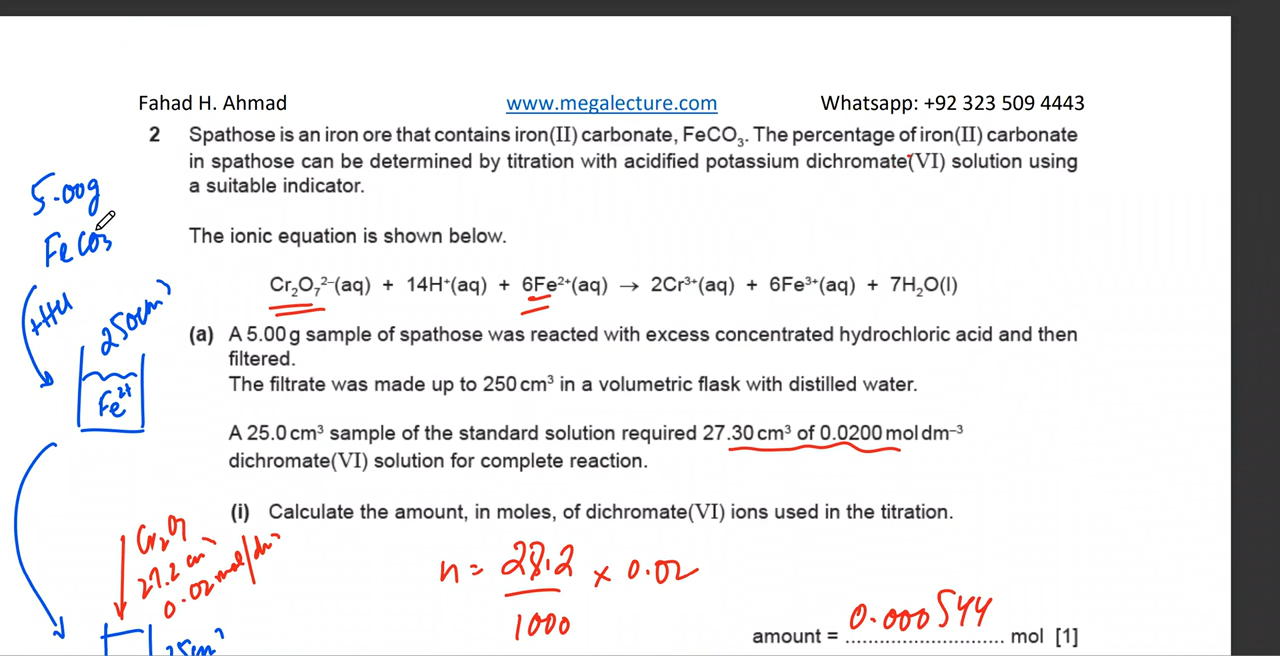 Fahad H. Ahmad www.megalecture.com Whatsapp: +92 323 509 4443
2 Spathose is an iron ore that contains iron(II) carbonate, FeCO₃. The percentage of iron(II) carbonate
in spathose can be determined by titration with acidified potassium dichromate(VI) solution using
a suitable indicator.
5.00g
FeCO3
The ionic equation is shown below.
Cr₂O₇²⁻(aq) + 14H⁺(aq) + 6Fe²⁺(aq) → 2Cr³⁺(aq) + 6Fe³⁺(aq) + 7H₂O(l)
+HCl
250cm³
Fe²⁺
(a) A 5.00 g sample of spathose was reacted with excess concentrated hydrochloric acid and then
filtered.
The filtrate was made up to 250 cm³ in a volumetric flask with distilled water.
A 25.0 cm³ sample of the standard solution required 27.30 cm³ of 0.0200 mol dm⁻³
dichromate(VI) solution for complete reaction.
(i) Calculate the amount, in moles, of dichromate(VI) ions used in the titration.
Cr₂O7
27.2 cm³
0.02 mol/dm³
25cm³
n = 28.2 / 1000 × 0.02
0.000544
amount = .......................... mol [1]